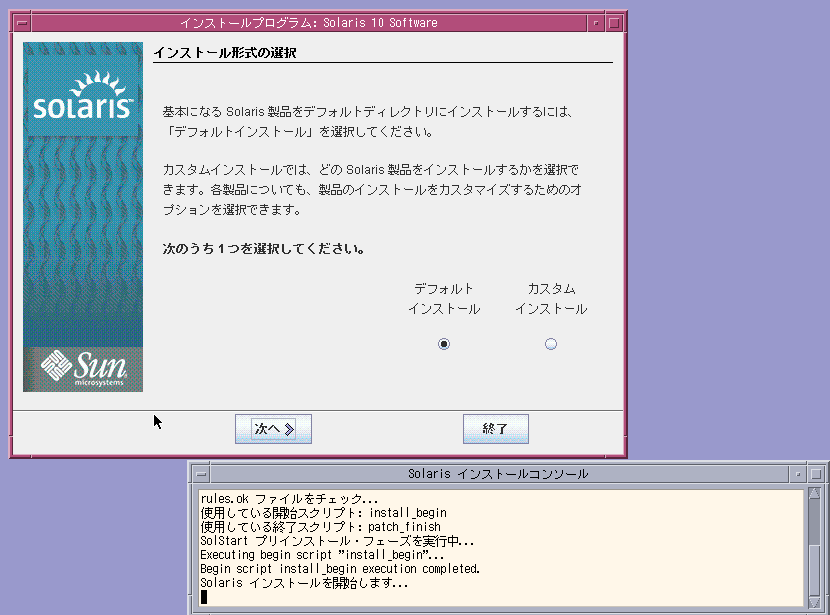 インストールプログラム: Solaris 10 Software
solaris™
Sun
microsystems
インストール形式の選択
基本になる Solaris 製品をデフォルトディレクトリにインストールするには、
「デフォルトインストール」を選択してください。
カスタムインストールでは、どの Solaris 製品をインストールするかを選択で
きます。各製品についても、製品のインストールをカスタマイズするためのオ
プションを選択できます。
次のうち１つを選択してください。
デフォルト
インストール
カスタム
インストール
次へ
終了
Solaris インストールコンソール
rules.ok ファイルをチェック...
使用している開始スクリプト: install_begin
使用している終了スクリプト: patch_finish
SolStart プリインストール・フェーズを実行中...
Executing begin script "install_begin"...
Begin script install_begin execution completed.
Solaris インストールを開始します...